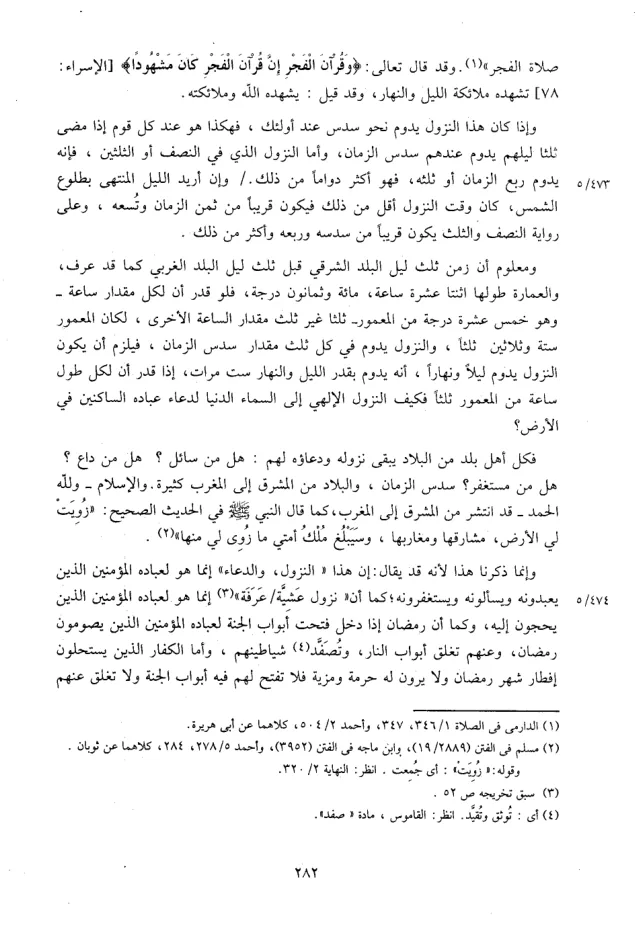 صلاة الفجر»(١). وقد قال تعالى: ﴿وَقُرْآنَ الْفَجْرِ إِنَّ قُرْآنَ الْفَجْرِ كَانَ مَشْهُودًا﴾ [الإسراء:
٧٨] تشهده ملائكة الليل والنهار، وقد قيل : يشهده الله وملائكته.
وإذا كان هذا النزول يدوم نحو سدس عند أولئك ، فهكذا هو عند كل قوم إذا مضى
ثلثا ليلهم يدوم عندهم سدس الزمان، وأما النزول الذي في النصف أو الثلثين ، فإنه
٥/٤٧٣ يدوم ربع الزمان أو ثلثه، فهو أكثر دواماً من ذلك./ وإن أريد الليل المنتهى بطلوع
الشمس، كان وقت النزول أقل من ذلك فيكون قريباً من ثمن الزمان وتُسعه ، وعلى
رواية النصف والثلث يكون قريباً من سدسه وربعه وأكثر من ذلك .
ومعلوم أن زمن ثلث ليل البلد الشرقي قبل ثلث ليل البلد الغربي كما قد عرف،
والعمارة طولها اثنتا عشرة ساعة، مائة وثمانون درجة، فلو قدر أن لكل مقدار ساعة ـ
وهو خمس عشرة درجة من المعمورـ ثلثا غير ثلث مقدار الساعة الأخرى ، لكان المعمور
ستة وثلاثين ثلثاً ، والنزول يدوم في كل ثلث مقدار سدس الزمان ، فيلزم أن يكون
النزول يدوم ليلاً ونهاراً ، أنه يدوم بقدر الليل والنهار ست مرات، إذا قدر أن لكل طول
ساعة من المعمور ثلثاً فكيف النزول الإلهي إلى السماء الدنيا لدعاء عباده الساكنين في
الأرض؟
فكل أهل بلد من البلاد يبقى نزوله ودعاؤه لهم : هل من سائل ؟ هل من داع ؟
هل من مستغفر؟ سدس الزمان ، والبلاد من المشرق إلى المغرب كثيرة. والإسلام ـ ولله
الحمد ـ قد انتشر من المشرق إلى المغرب، كما قال النبي ﷺ في الحديث الصحيح: «زُوِيَتْ
لي الأرض، مشارقها ومغاربها ، وسَيَبْلُغ مُلْكُ أمتي ما زُوِى لي منها»(٢) .
وإنما ذكرنا هذا لأنه قد يقال: إن هذا « النزول، والدعاء» إنما هو لعباده المؤمنين الذين
٥/٤٧٤ يعبدونه ويسألونه ويستغفرونه؛ كما أن« نزول عَشِيَّة/ عَرَفَة»(٣) إنما هو لعباده المؤمنين الذين
يحجون إليه، وكما أن رمضان إذا دخل فتحت أبواب الجنة لعباده المؤمنين الذين يصومون
رمضان، وعنهم تغلق أبواب النار، وتُصَفَّد(٤) شياطينهم ، وأما الكفار الذين يستحلون
إفطار شهر رمضان ولا يرون له حرمة ومزية فلا تفتح لهم فيه أبواب الجنة ولا تغلق عنهم
(١) الدارمى فى الصلاة ٣٤٦/١، ٣٤٧، وأحمد ٥٠٤/٢، كلاهما عن أبى هريرة.
(٢) مسلم فى الفتن (١٩/٢٨٨٩)، وابن ماجه فى الفتن (٣٩٥٢)، وأحمد ٢٧٨/٥، ٢٨٤، كلاهما عن ثوبان .
وقوله: « زُوِيَتْ» : أى جُمِعت . انظر: النهاية ٣٢٠/٢.
(٣) سبق تخريجه ص ٥٢ .
(٤) أى : تُوثق وتُقيَّد. انظر: القاموس ، مادة « صفد».
٢٨٢